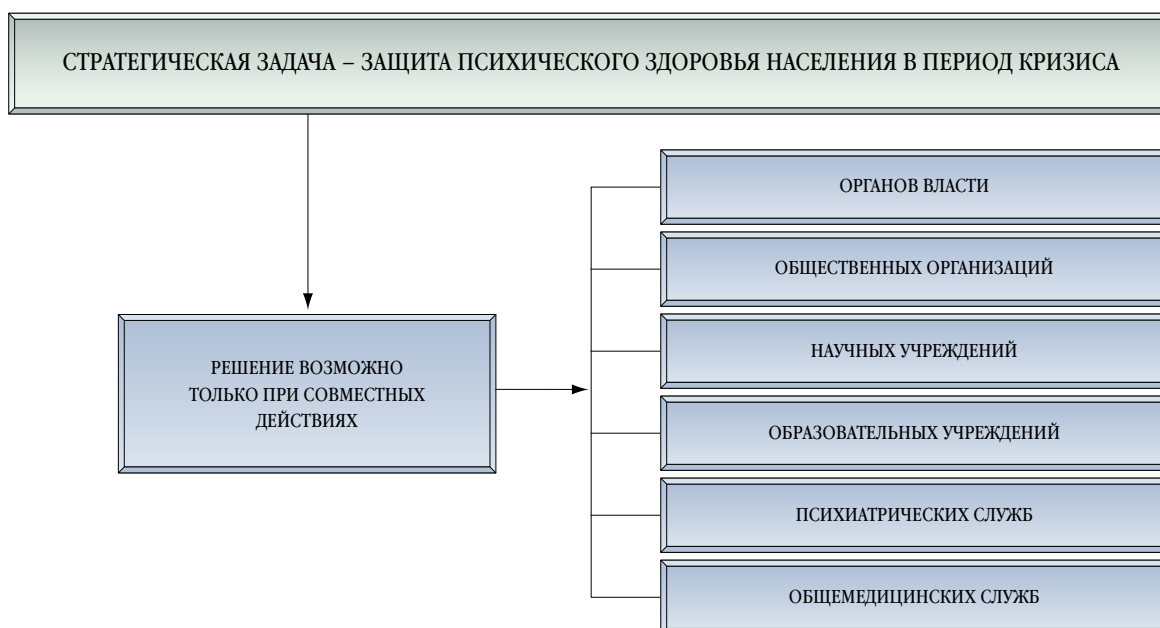 СТРАТЕГИЧЕСКАЯ ЗАДАЧА – ЗАЩИТА ПСИХИЧЕСКОГО ЗДОРОВЬЯ НАСЕЛЕНИЯ В ПЕРИОД КРИЗИСА
РЕШЕНИЕ ВОЗМОЖНО
ТОЛЬКО ПРИ СОВМЕСТНЫХ
ДЕЙСТВИЯХ
ОРГАНОВ ВЛАСТИ
ОБЩЕСТВЕННЫХ ОРГАНИЗАЦИЙ
НАУЧНЫХ УЧРЕЖДЕНИЙ
ОБРАЗОВАТЕЛЬНЫХ УЧРЕЖДЕНИЙ
ПСИХИАТРИЧЕСКИХ СЛУЖБ
ОБЩЕМЕДИЦИНСКИХ СЛУЖБ